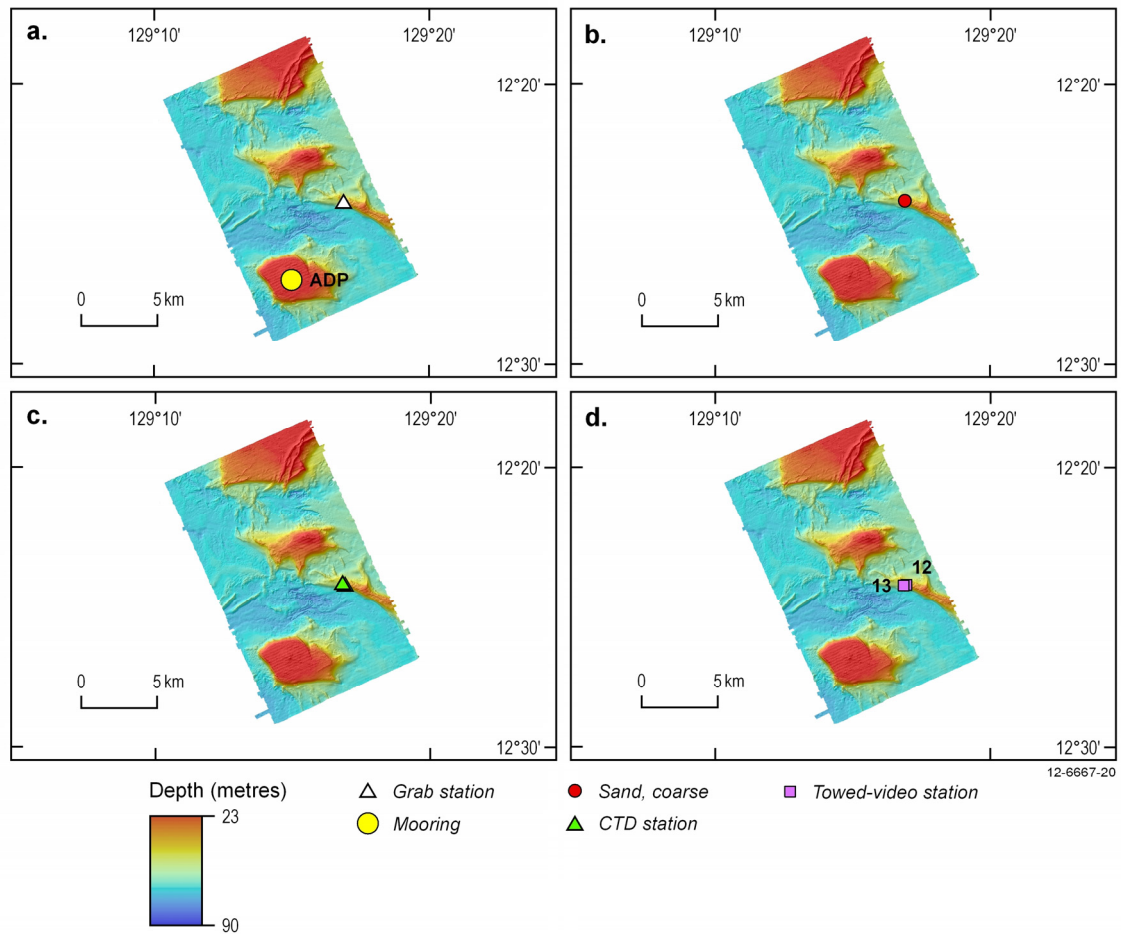 a.
129°10'
129°20'
12°20'
ADP
0
5 km
12°30'
b.
129°10'
129°20'
12°20'
0
5 km
12°30'
c.
129°10'
129°20'
12°20'
0
5 km
12°30'
d.
129°10'
129°20'
12°20'
12
13
0
5 km
12°30'
12-6667-20
Depth (metres)
23
90
Grab station
Mooring
Sand, coarse
CTD station
Towed-video station